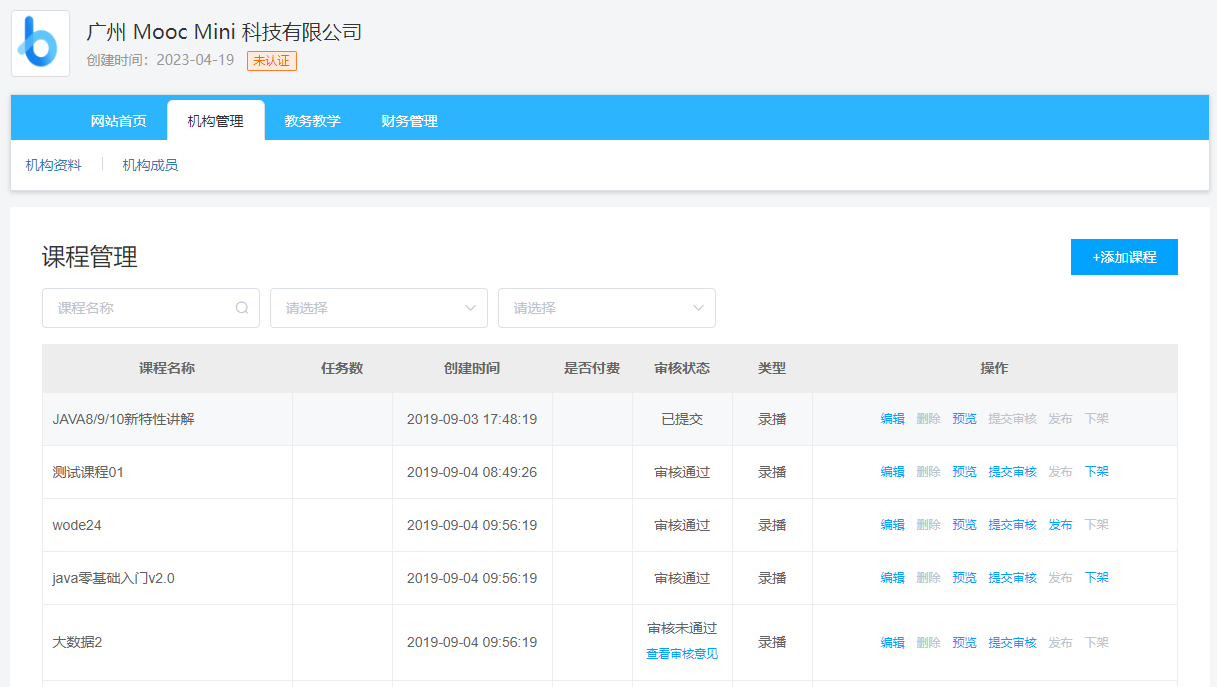 广州 Mooc Mini 科技有限公司
创建时间：2023-04-19 未认证
网站首页 机构管理 教务教学 财务管理
机构资料 机构成员
课程管理 +添加课程
课程名称 请选择 请选择
课程名称 任务数 创建时间 是否付费 审核状态 类型 操作
JAVA8/9/10新特性讲解 2019-09-03 17:48:19 已提交 录播 编辑 删除 预览 提交审核 发布 下架
测试课程01 2019-09-04 08:49:26 审核通过 录播 编辑 删除 预览 提交审核 发布 下架
wode24 2019-09-04 09:56:19 审核通过 录播 编辑 删除 预览 提交审核 发布 下架
java零基础入门v2.0 2019-09-04 09:56:19 审核通过 录播 编辑 删除 预览 提交审核 发布 下架
大数据2 2019-09-04 09:56:19 审核未通过 录播 编辑 删除 预览 提交审核 发布 下架
查看审核意见